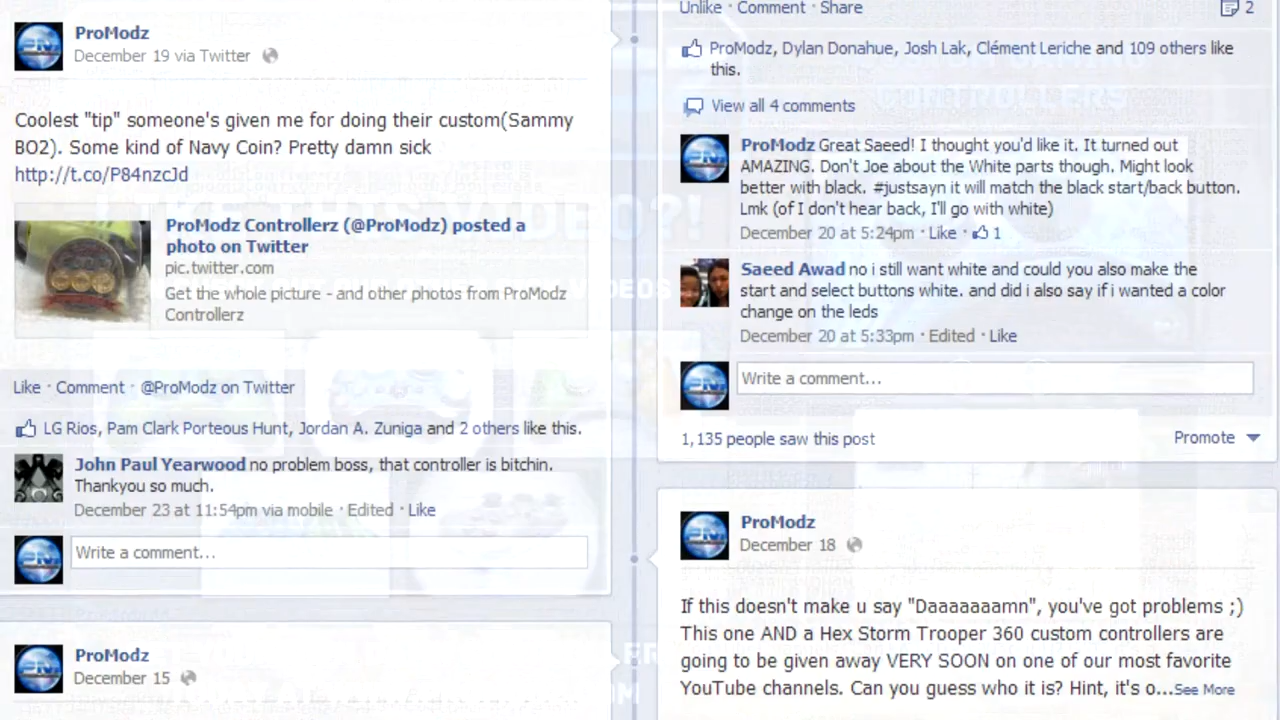 ProModz
December 19 via Twitter
Coolest "tip" someone's given me for doing their custom(Sammy
BO2). Some kind of Navy Coin? Pretty damn sick
http://t.co/P84nzcJd
ProModz Controllerz (@ProModz) posted a
photo on Twitter
pic.twitter.com
Get the whole picture - and other photos from ProModz
Controllerz
Like · Comment · @ProModz on Twitter
LG Rios, Pam Clark Porteous Hunt, Jordan A. Zuniga and 2 others like this.
John Paul Yearwood no problem boss, that controller is bitchin.
Thankyou so much.
December 23 at 11:54pm via mobile · Edited · Like
Write a comment...
ProModz
December 15
Unlike · Comment · Share
2
ProModz, Dylan Donahue, Josh Lak, Clément Leriche and 109 others like
this.
View all 4 comments
ProModz Great Saeed! I thought you'd like it. It turned out
AMAZING. Don't Joe about the White parts though. Might look
better with black. #justsayn it will match the black start/back button.
Lmk (of I don't hear back, I'll go with white)
December 20 at 5:24pm · Like · 1
Saeed Awad no i still want white and could you also make the
start and select buttons white. and did i also say if i wanted a color
change on the leds
December 20 at 5:33pm · Edited · Like
Write a comment...
1,135 people saw this post
Promote
ProModz
December 18
If this doesn't make u say "Daaaaaaamn", you've got problems ;)
This one AND a Hex Storm Trooper 360 custom controllers are
going to be given away VERY SOON on one of our most favorite
YouTube channels. Can you guess who it is? Hint, it's o...See More
GAMING
CONTROLLERS
LIKE THIS VIDEO?!